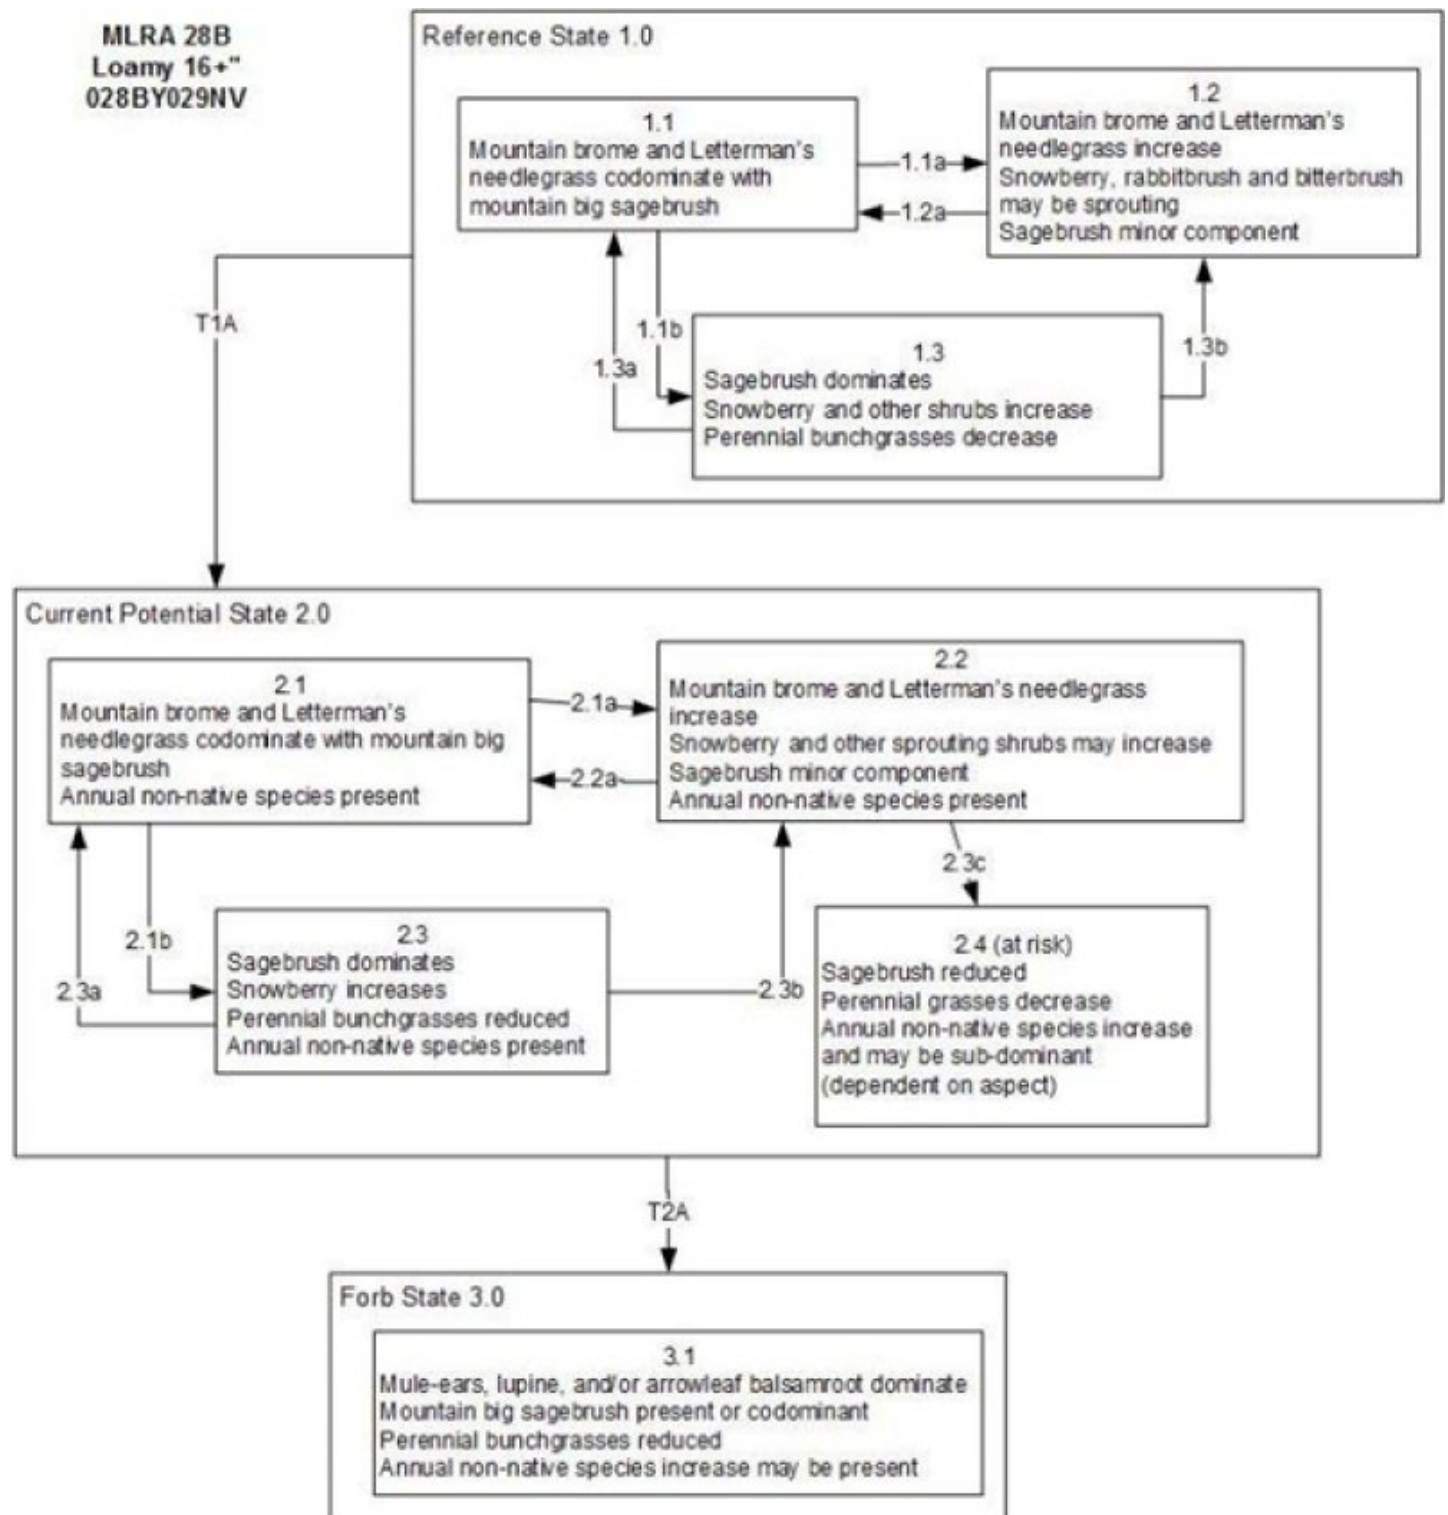 MLRA 28B
Loamy 16+"
028BY029NV
Reference State 1.0
1.1
Mountain brome and Letterman's
needlegrass codominate with
mountain big sagebrush
1.1a
1.2a
1.2
Mountain brome and Letterman's
needlegrass increase
Snowberry, rabbitbrush and bitterbrush
may be sprouting
Sagebrush minor component
1.1b
1.3a
1.3
Sagebrush dominates
Snowberry and other shrubs increase
Perennial bunchgrasses decrease
1.3b
T1A
Current Potential State 2.0
2.1
Mountain brome and Letterman's
needlegrass codominate with mountain big
sagebrush
Annual non-native species present
2.1a
2.2a
2.2
Mountain brome and Letterman's needlegrass
increase
Snowberry and other sprouting shrubs may increase
Sagebrush minor component
Annual non-native species present
2.1b
2.3a
2.3
Sagebrush dominates
Snowberry increases
Perennial bunchgrasses reduced
Annual non-native species present
2.3b
2.3c
2.4 (at risk)
Sagebrush reduced
Perennial grasses decrease
Annual non-native species increase
and may be sub-dominant
(dependent on aspect)
T2A
Forb State 3.0
3.1
Mule-ears, lupine, and/or arrowleaf balsamroot dominate
Mountain big sagebrush present or codominant
Perennial bunchgrasses reduced
Annual non-native species increase may be present